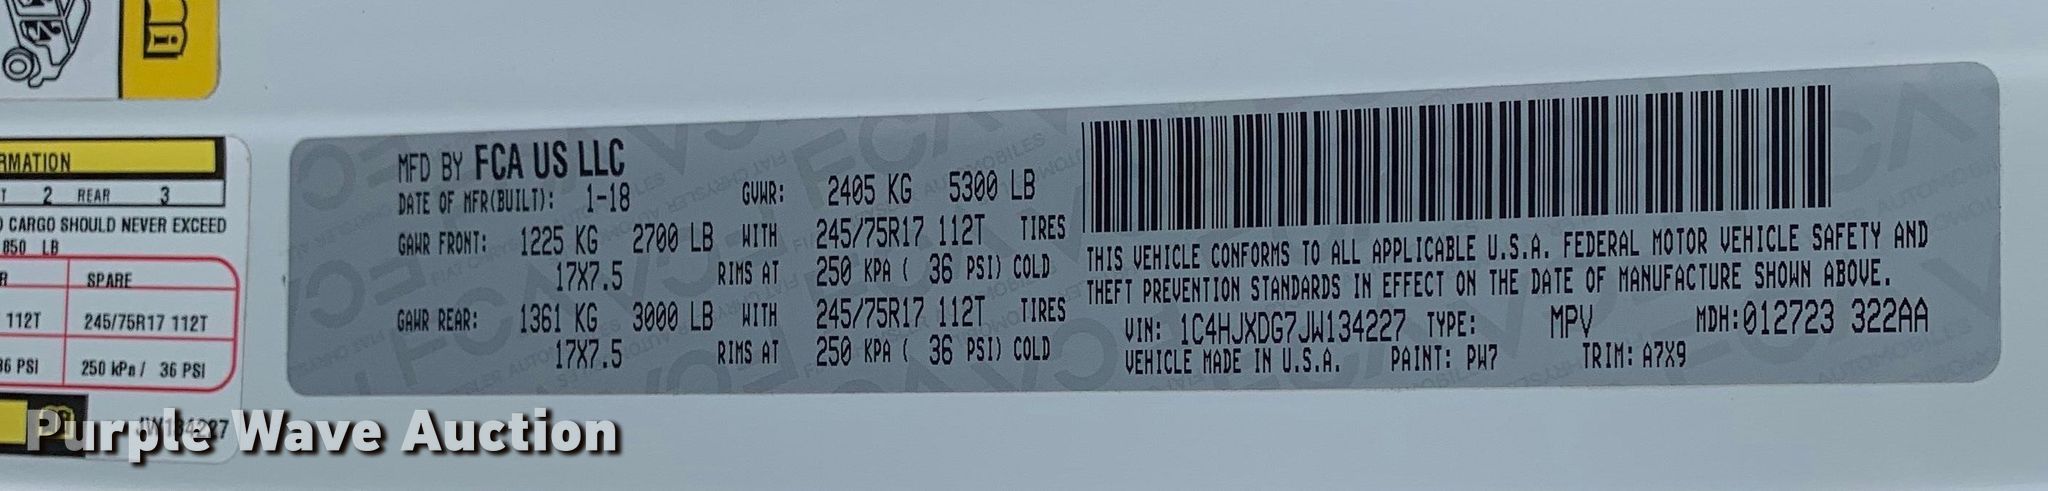 RMATION
2 REAR 3
CARGO SHOULD NEVER EXCEED
850 LB
SPARE
112T 245/75R17 112T
36 PSI 250 kPa / 36 PSI
JW134227
MFD BY FCA US LLC
DATE OF MFR(BUILT): 1-18 GVWR: 2405 KG 5300 LB
GAWR FRONT: 1225 KG 2700 LB WITH 245/75R17 112T TIRES
17X7.5 RIMS AT 250 KPA ( 36 PSI) COLD
GAWR REAR: 1361 KG 3000 LB WITH 245/75R17 112T TIRES
17X7.5 RIMS AT 250 KPA ( 36 PSI) COLD
THIS VEHICLE CONFORMS TO ALL APPLICABLE U.S.A. FEDERAL MOTOR VEHICLE SAFETY AND
THEFT PREVENTION STANDARDS IN EFFECT ON THE DATE OF MANUFACTURE SHOWN ABOVE.
VIN: 1C4HJXDG7JW134227 TYPE: MPV MDH:012723 322AA
VEHICLE MADE IN U.S.A. PAINT: PW7 TRIM: A7X9
Purple Wave Auction